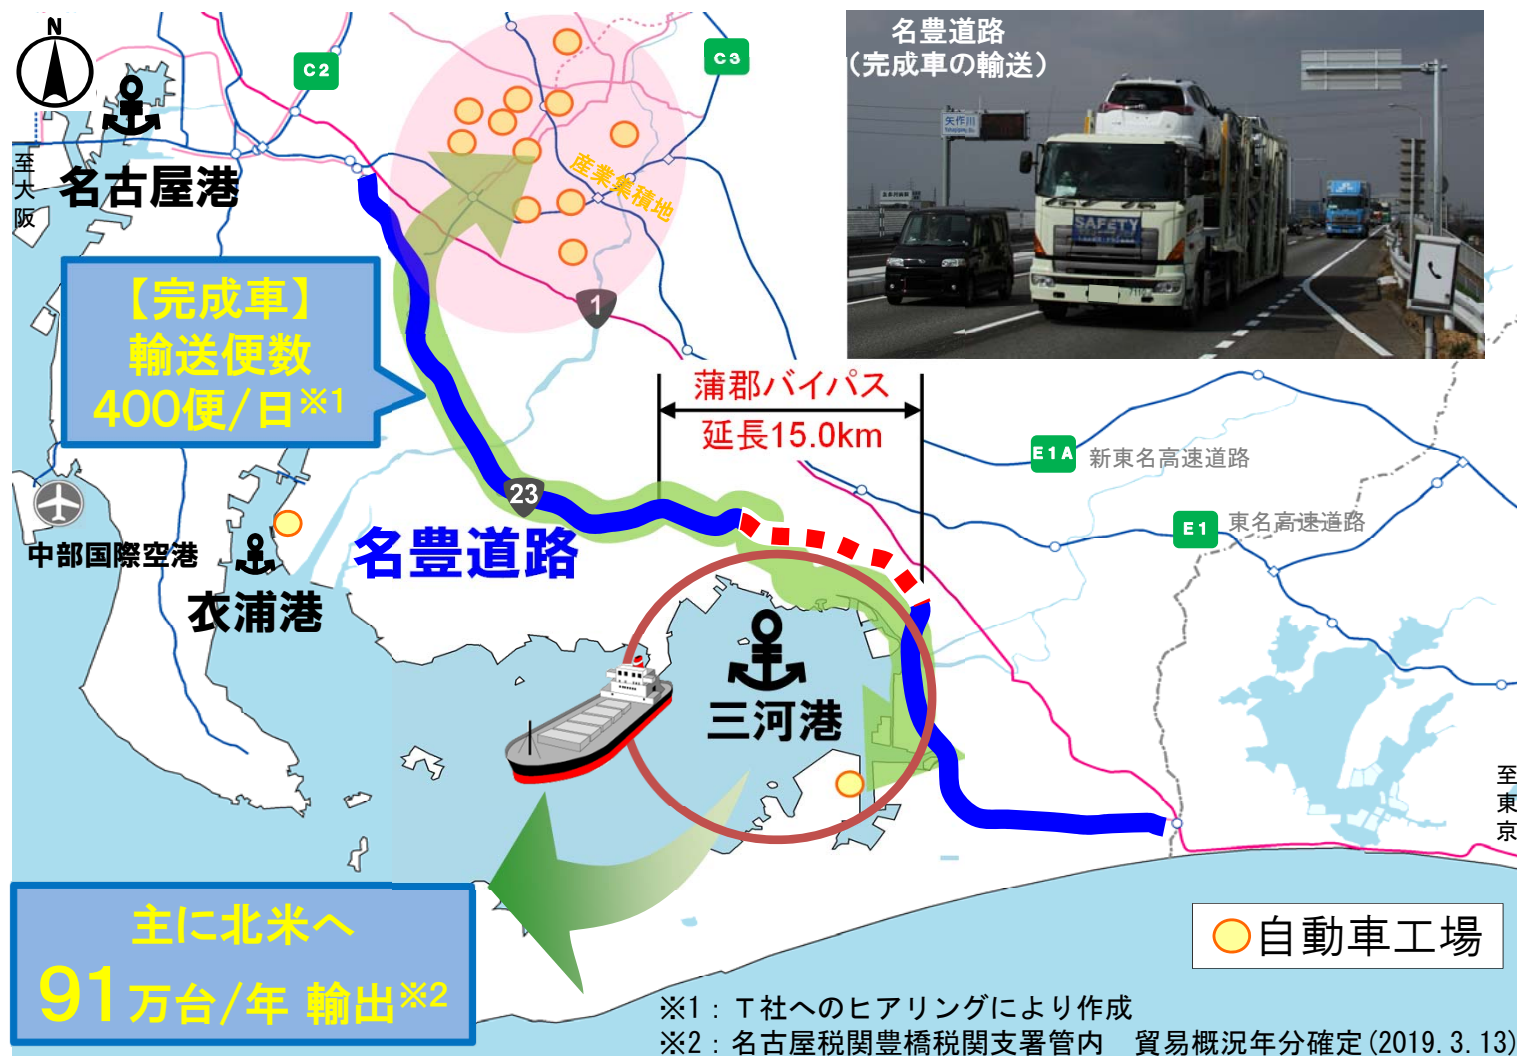 N
C2
C3
名豊道路
（完成車の輸送）
矢作川
SAFETY
至大阪
名古屋港
産業集積地
1
【完成車】
輸送便数
400便/日※1
蒲郡バイパス
延長15.0km
E1A
新東名高速道路
E1
東名高速道路
23
名豊道路
中部国際空港
衣浦港
三河港
至東京
主に北米へ
91万台/年 輸出※2
自動車工場
※1：Ｔ社へのヒアリングにより作成
※2：名古屋税関豊橋税関支署管内　貿易概況年分確定(2019.3.13)